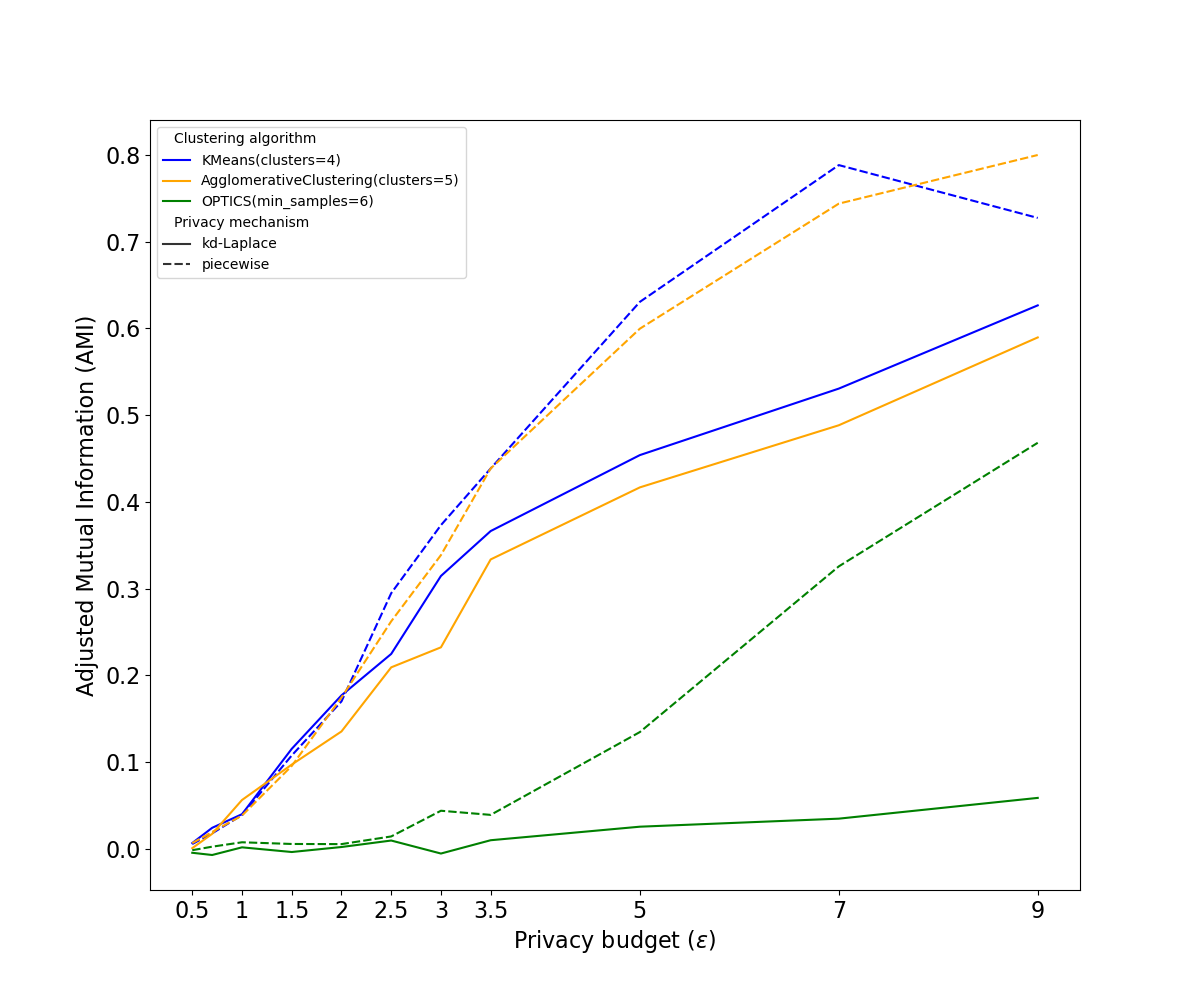 Clustering algorithm
KMeans(clusters=4)
AgglomerativeClustering(clusters=5)
OPTICS(min_samples=6)
Privacy mechanism
kd-Laplace
piecewise
Adjusted Mutual Information (AMI)
0.8
0.7
0.6
0.5
0.4
0.3
0.2
0.1
0.0
0.5 1 1.5 2 2.5 3 3.5 5 7 9
Privacy budget (ε)